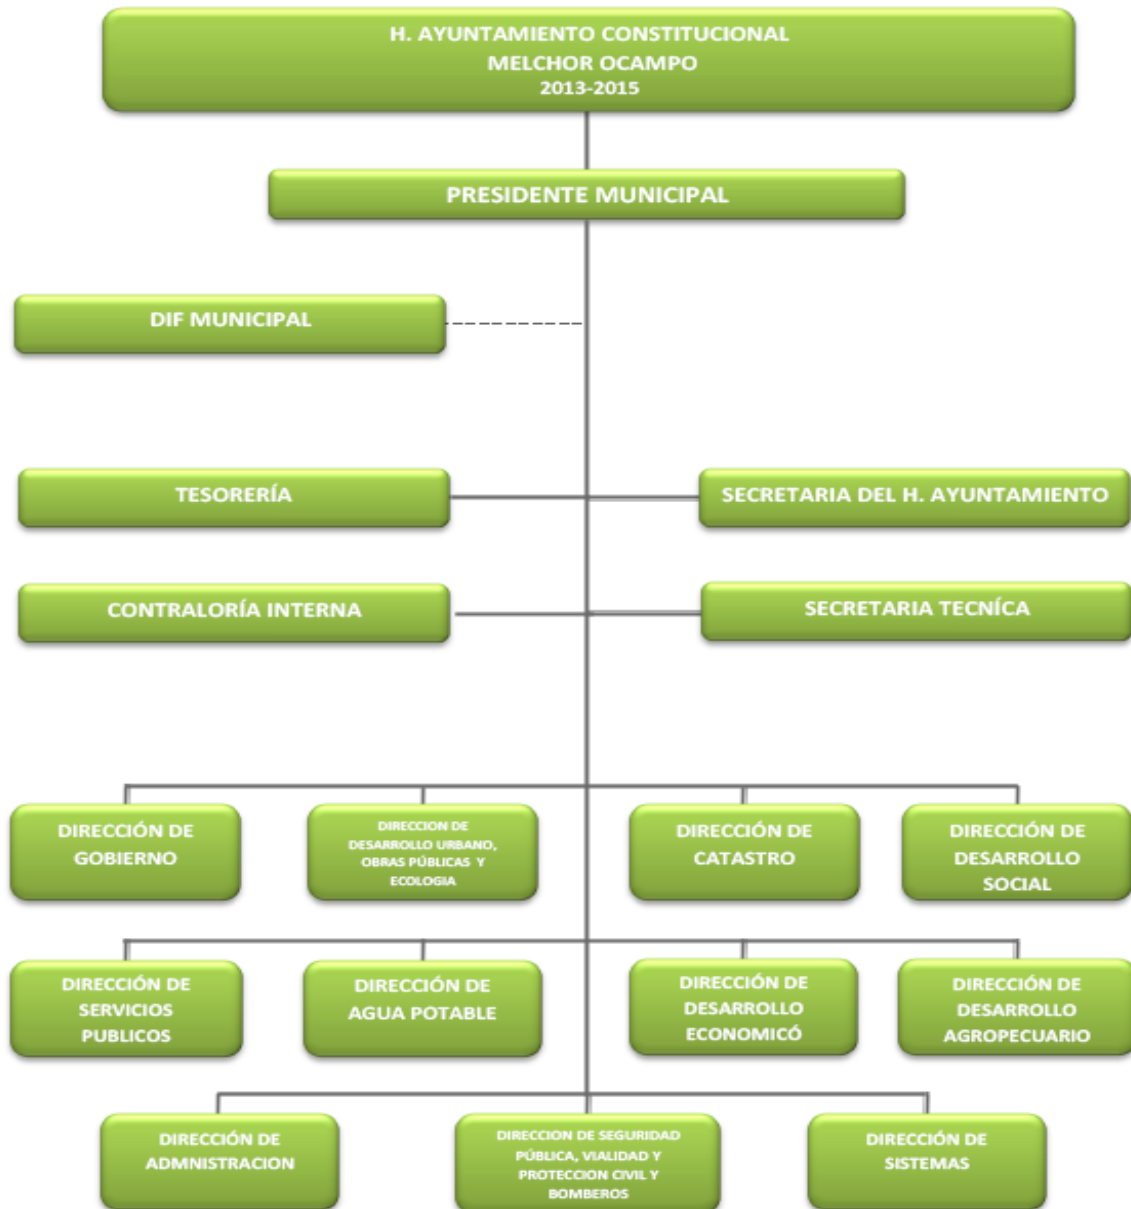 H. AYUNTAMIENTO CONSTITUCIONAL
MELCHOR OCAMPO
2013-2015
PRESIDENTE MUNICIPAL
DIF MUNICIPAL
TESORERÍA
SECRETARIA DEL H. AYUNTAMIENTO
CONTRALORÍA INTERNA
SECRETARIA TECNÍCA
DIRECCIÓN DE
GOBIERNO
DIRECCION DE
DESARROLLO URBANO,
OBRAS PÚBLICAS Y
ECOLOGIA
DIRECCIÓN DE
CATASTRO
DIRECCIÓN DE
DESARROLLO
SOCIAL
DIRECCIÓN DE
SERVICIOS
PUBLICOS
DIRECCIÓN DE
AGUA POTABLE
DIRECCIÓN DE
DESARROLLO
ECONOMICÓ
DIRECCIÓN DE
DESARROLLO
AGROPECUARIO
DIRECCIÓN DE
ADMNISTRACION
DIRECCION DE SEGURIDAD
PÚBLICA, VIALIDAD Y
PROTECCION CIVIL Y
BOMBEROS
DIRECCIÓN DE
SISTEMAS